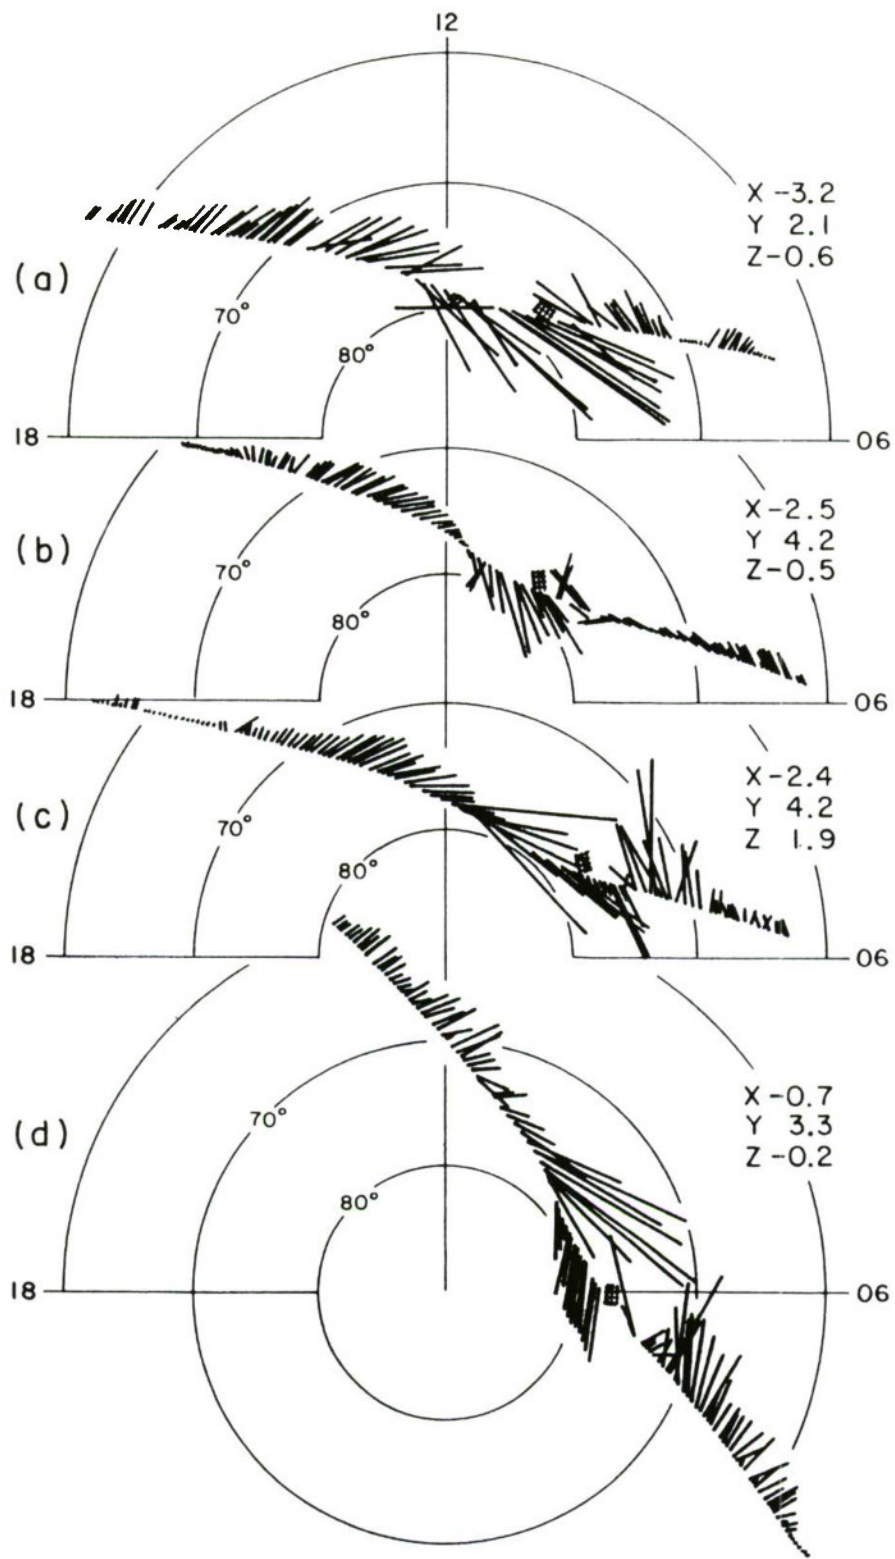 12
X -3.2
Y 2.1
Z -0.6
(a)
70°
80°
18
06
X -2.5
Y 4.2
Z -0.5
(b)
70°
80°
18
06
X -2.4
Y 4.2
Z 1.9
(c)
70°
80°
18
06
X -0.7
Y 3.3
Z -0.2
(d)
70°
80°
18
06